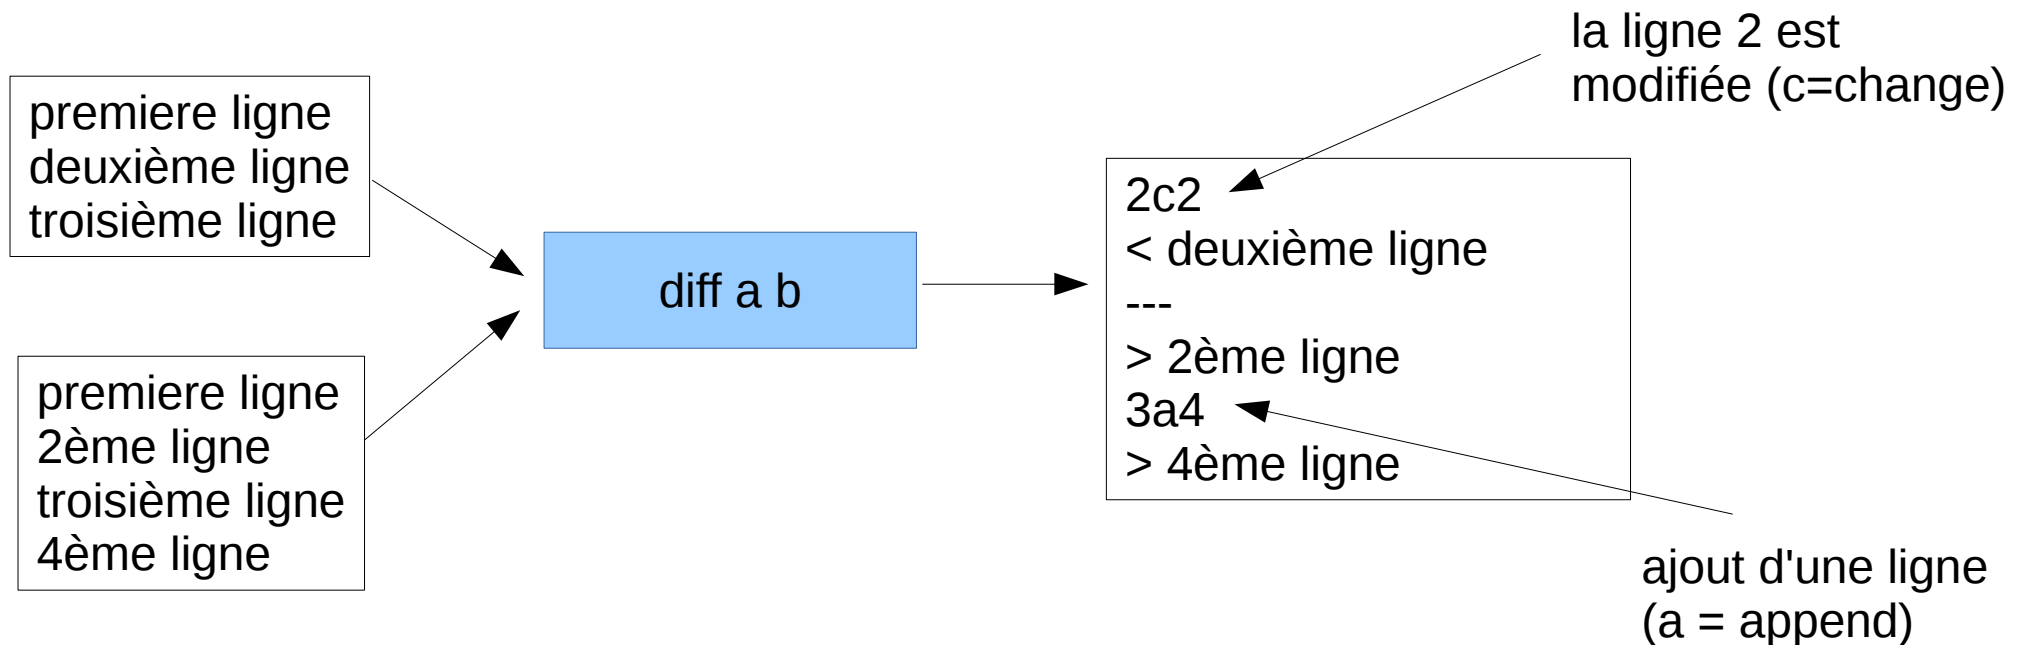 premiere ligne
deuxième ligne
troisième ligne
premiere ligne
2ème ligne
troisième ligne
4ème ligne
diff a b
la ligne 2 est
modifiée (c=change)
2c2
< deuxième ligne
---
> 2ème ligne
3a4
> 4ème ligne
ajout d'une ligne
(a = append)